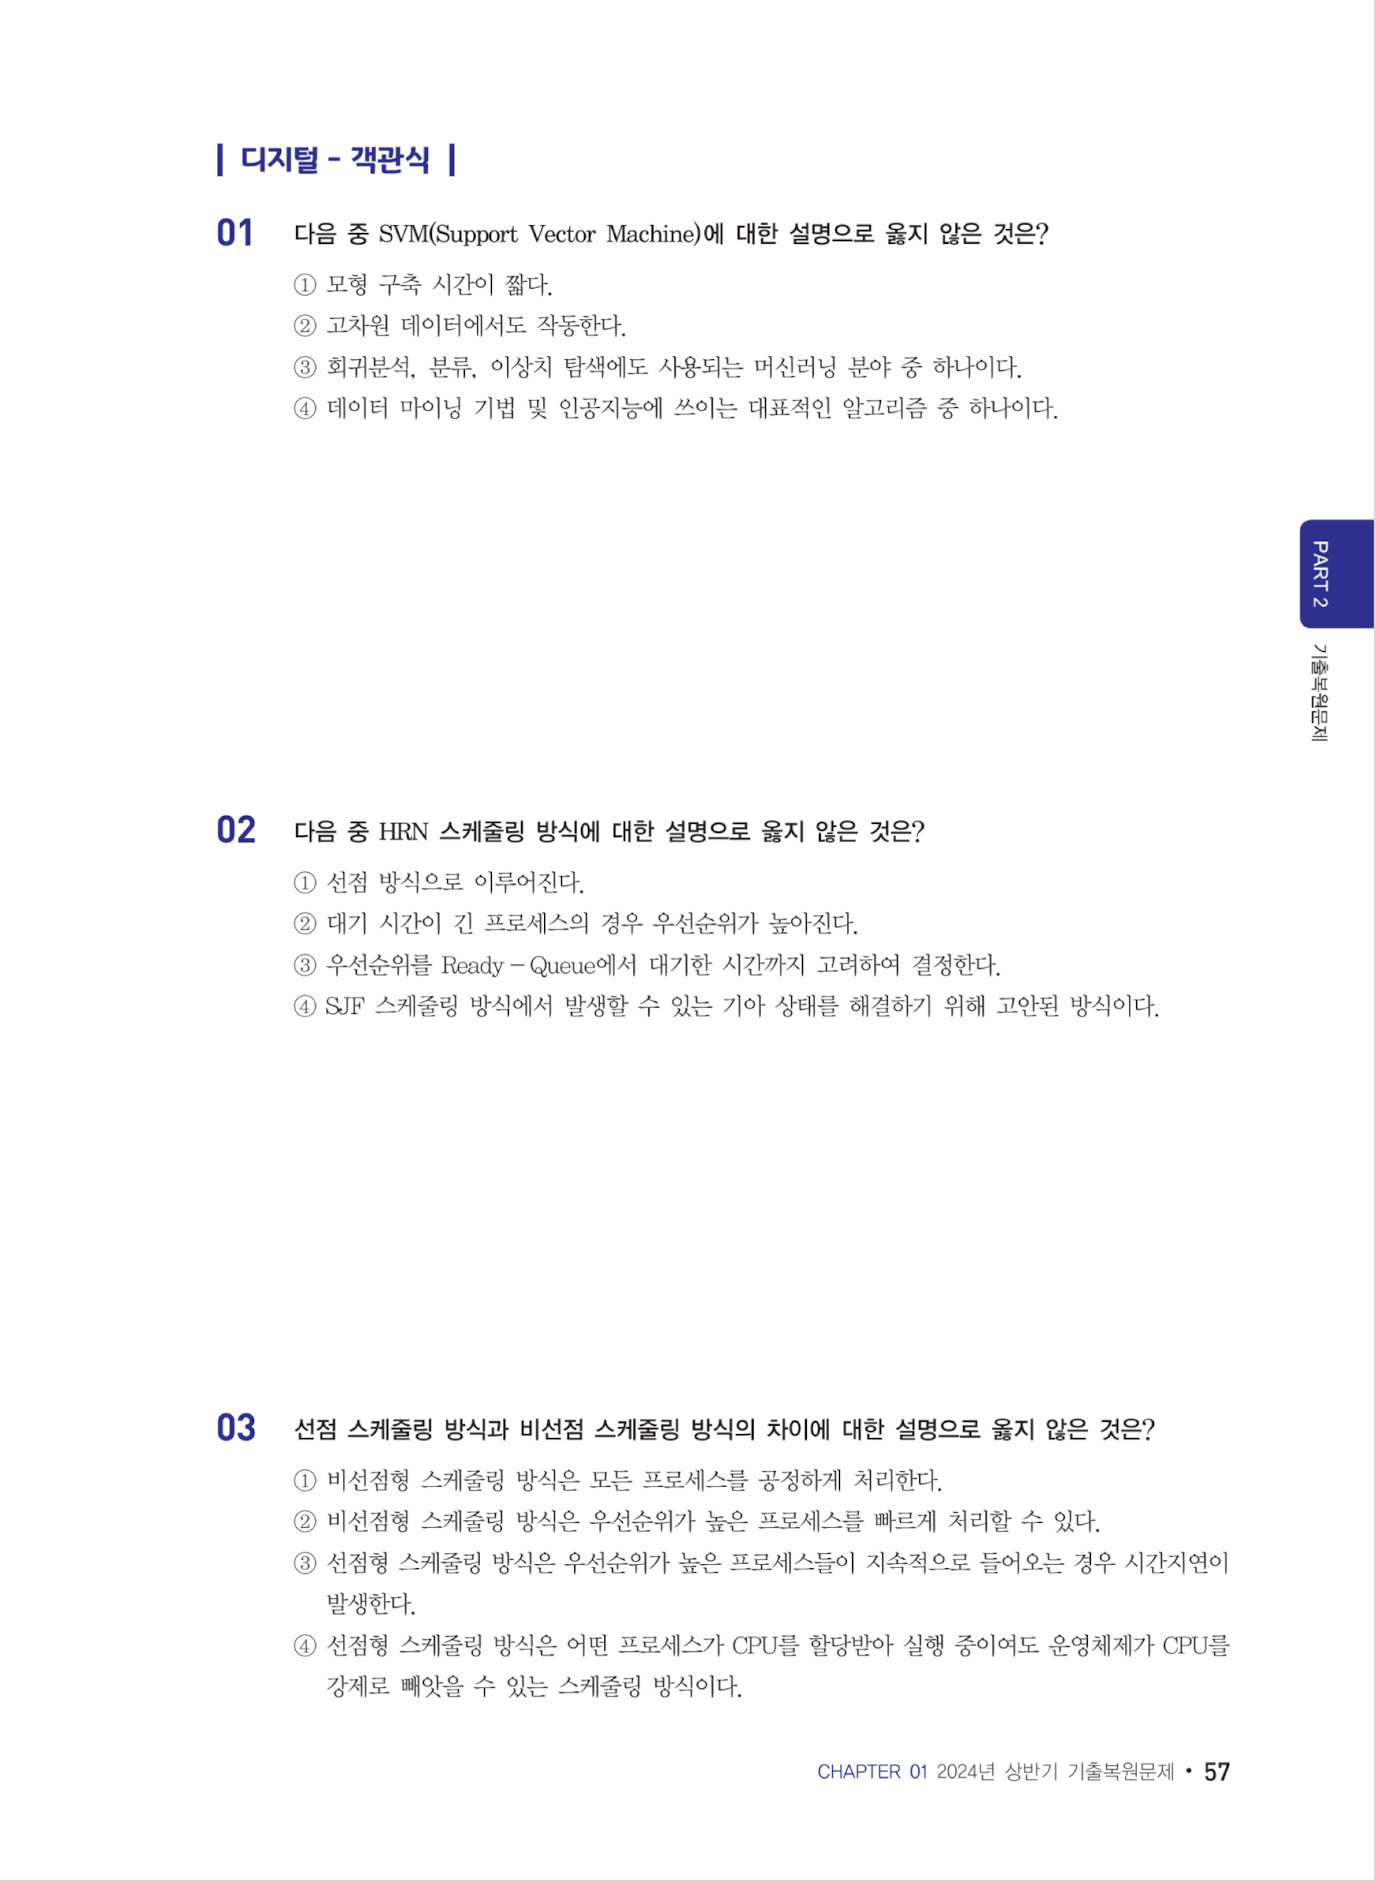 | 디지털 - 객관식 |
01 다음 중 SVM(Support Vector Machine)에 대한 설명으로 옳지 않은 것은?
① 모형 구축 시간이 짧다.
② 고차원 데이터에서도 작동한다.
③ 회귀분석, 분류, 이상치 탐색에도 사용되는 머신러닝 분야 중 하나이다.
④ 데이터 마이닝 기법 및 인공지능에 쓰이는 대표적인 알고리즘 중 하나이다.
PART 2
기출복원문제
02 다음 중 HRN 스케줄링 방식에 대한 설명으로 옳지 않은 것은?
① 선점 방식으로 이루어진다.
② 대기 시간이 긴 프로세스의 경우 우선순위가 높아진다.
③ 우선순위를 Ready-Queue에서 대기한 시간까지 고려하여 결정한다.
④ SJF 스케줄링 방식에서 발생할 수 있는 기아 상태를 해결하기 위해 고안된 방식이다.
03 선점 스케줄링 방식과 비선점 스케줄링 방식의 차이에 대한 설명으로 옳지 않은 것은?
① 비선점형 스케줄링 방식은 모든 프로세스를 공정하게 처리한다.
② 비선점형 스케줄링 방식은 우선순위가 높은 프로세스를 빠르게 처리할 수 있다.
③ 선점형 스케줄링 방식은 우선순위가 높은 프로세스들이 지속적으로 들어오는 경우 시간지연이
발생한다.
④ 선점형 스케줄링 방식은 어떤 프로세스가 CPU를 할당받아 실행 중이여도 운영체제가 CPU를
강제로 빼앗을 수 있는 스케줄링 방식이다.
CHAPTER 01 2024년 상반기 기출복원문제 • 57